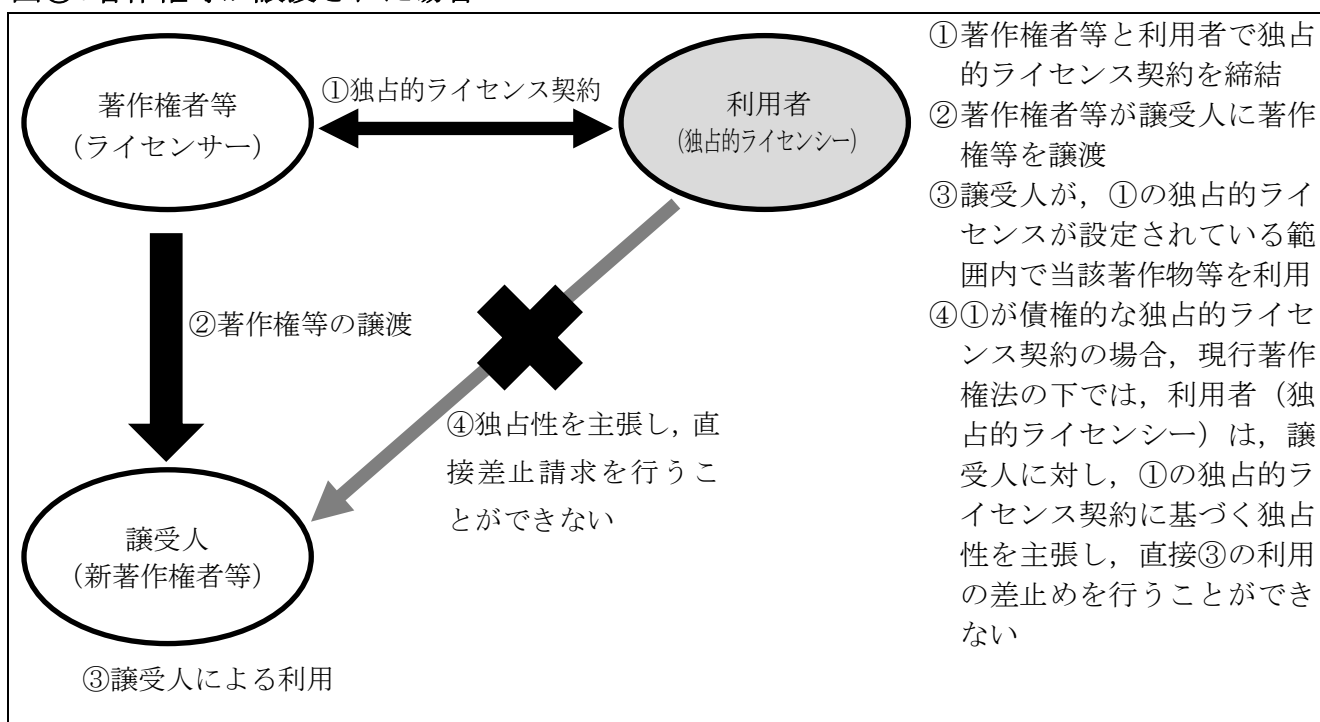 著作権者等
（ライセンサー）
①独占的ライセンス契約
利用者
（独占的ライセンシー）
②著作権等の譲渡
④独占性を主張し，直
接差止請求を行うこ
とができない
譲受人
（新著作権者等）
③譲受人による利用
①著作権者等と利用者で独占
的ライセンス契約を締結
②著作権者等が譲受人に著作
権等を譲渡
③譲受人が，①の独占的ライ
センスが設定されている範
囲内で当該著作物等を利用
④①が債権的な独占的ライセ
ンス契約の場合，現行著作
権法の下では，利用者（独
占的ライセンシー）は，譲
受人に対し，①の独占的ラ
イセンス契約に基づく独占
性を主張し，直接③の利用
の差止めを行うことができ
ない